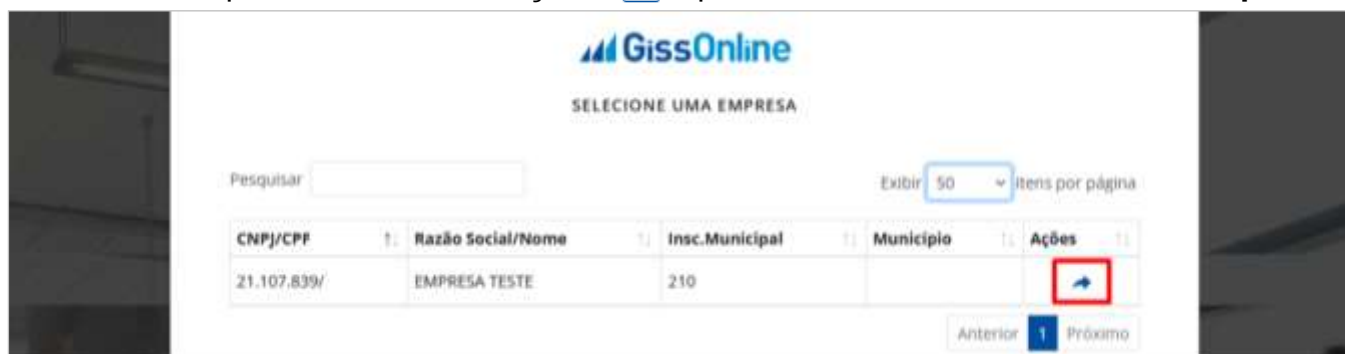 GissOnline
SELECIONE UMA EMPRESA
Pesquisar
Exibir 50 itens por página
CNPJ/CPF Razão Social/Nome Insc.Municipal Município Ações
21.107.839/ EMPRESA TESTE 210
Anterior 1 Próximo